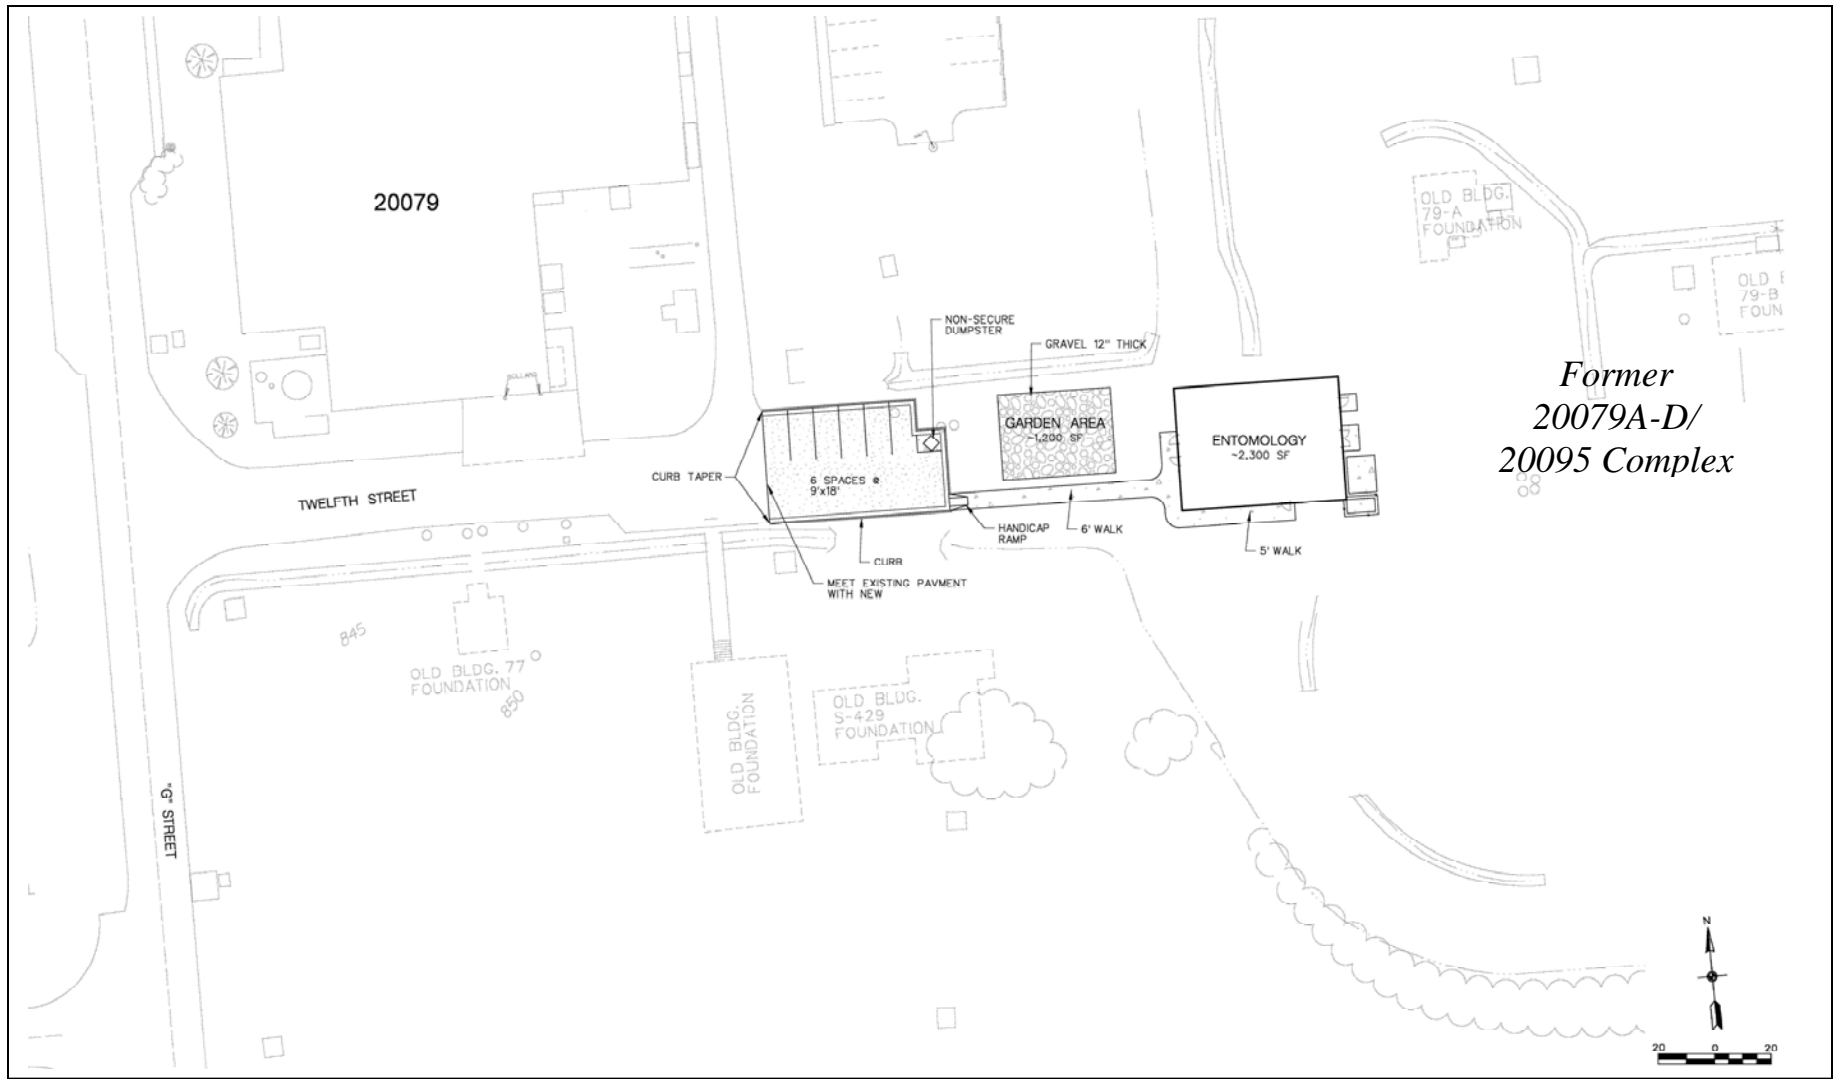 20079
OLD BLDG.
79-A
FOUNDATION
OLD B
79-B
FOUN
NON-SECURE
DUMPSTER
GRAVEL 12" THICK
BOLLARD
Former
20079A-D/
20095 Complex
GARDEN AREA
~1,200 SF
ENTOMOLOGY
~2,300 SF
CURB TAPER
6 SPACES @
9'x18'
TWELFTH STREET
HANDICAP
RAMP
6' WALK
5' WALK
CURB
MEET EXISTING PAVMENT
WITH NEW
845
OLD BLDG. 77
FOUNDATION
850
OLD BLDG.
FOUNDATION
OLD BLDG.
S-429
FOUNDATION
"G" STREET
N
20 0 20